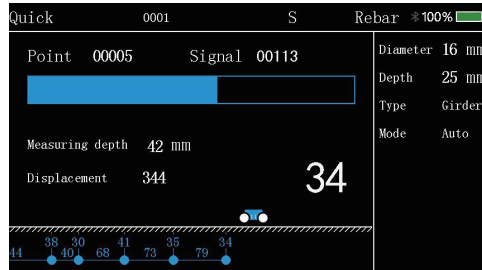 Quick 0001 S Rebar 100%
Point 00005 Signal 00113
Diameter 16 mm
Depth 25 mm
Type Girder
Mode Auto
Measuring depth 42 mm
Displacement 344
34
38 30 41 35 34
44 40 68 73 79